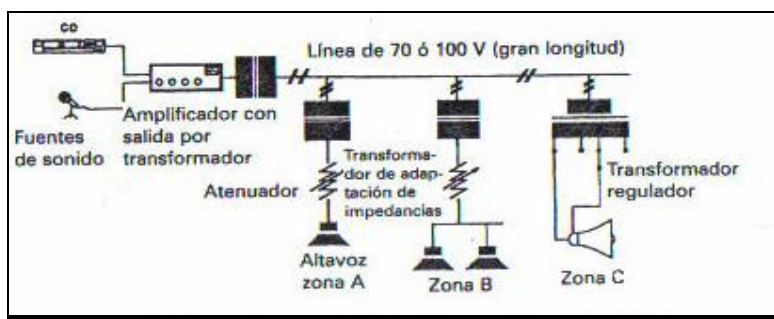 CD
Línea de 70 ó 100 V (gran longitud)
Fuentes
de sonido
Amplificador con
salida por
transformador
Atenuador
Transforma-
dor de adap-
tación de
impedancias
Transformador
regulador
Altavoz
zona A
Zona B
Zona C